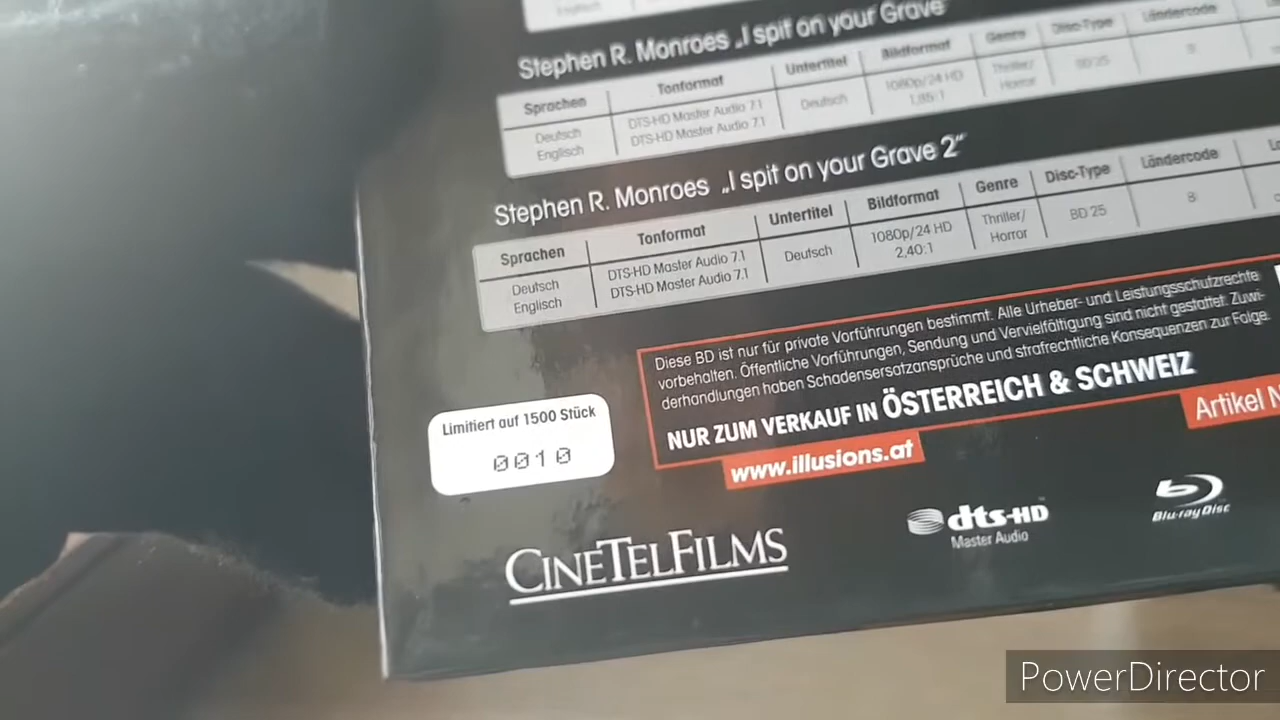 Englisch
Stephen R. Monroes „I spit on your Grave
Sprachen Tonformat Untertitel Bildformat Genre Disc-Type Ländercode
Deutsch DTS-HD Master Audio 7.1 Deutsch 1080p/24 HD Thriller/ BD 25
Englisch DTS-HD Master Audio 7.1 1,85:1 Horror
Stephen R. Monroes „I spit on your Grave 2“
Sprachen Tonformat Untertitel Bildformat Genre Disc-Type Ländercode
Deutsch DTS-HD Master Audio 7.1 Deutsch 1080p/24 HD Thriller/ BD 25 B
Englisch DTS-HD Master Audio 7.1 2,40:1 Horror
Diese BD ist nur für private Vorführungen bestimmt. Alle Urheber- und Leistungsschutzrechte
vorbehalten. Öffentliche Vorführungen, Sendung und Vervielfältigung sind nicht gestattet. Zuwi-
derhandlungen haben Schadensersatzansprüche und strafrechtliche Konsequenzen zur Folge.
NUR ZUM VERKAUF IN ÖSTERREICH & SCHWEIZ
www.illusions.at
Artikel N
Limitiert auf 1500 Stück
0010
CINETELFILMS
dts-HD
Master Audio
Blu-ray Disc
PowerDirector